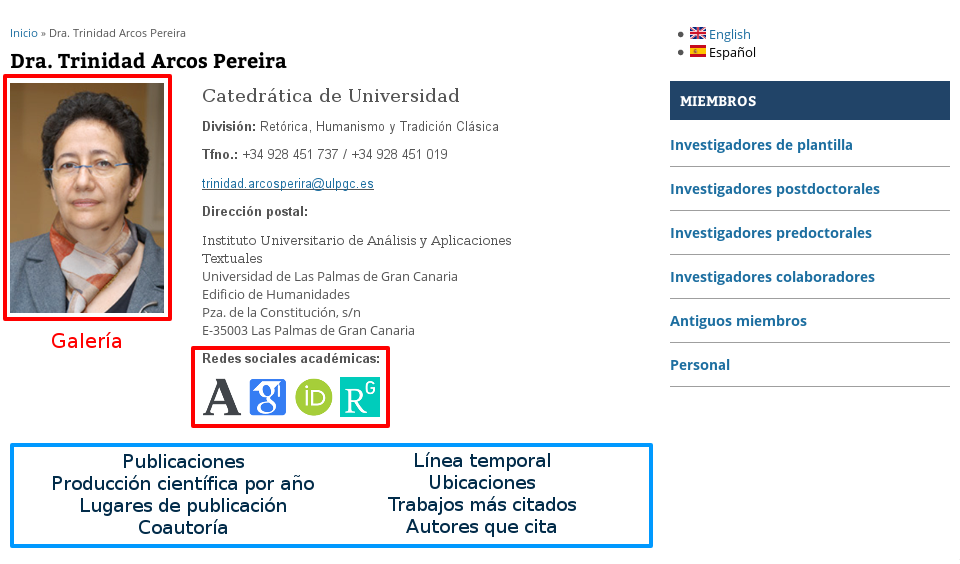 Inicio » Dra. Trinidad Arcos Pereira
Dra. Trinidad Arcos Pereira
Galería
Catedrática de Universidad
División: Retórica, Humanismo y Tradición Clásica
Tfno.: +34 928 451 737 / +34 928 451 019
trinidad.arcosperira@ulpgc.es
Dirección postal:
Instituto Universitario de Análisis y Aplicaciones
Textuales
Universidad de Las Palmas de Gran Canaria
Edificio de Humanidades
Pza. de la Constitución, s/n
E-35003 Las Palmas de Gran Canaria
Redes sociales académicas:
A g iD RG
Publicaciones
Producción científica por año
Lugares de publicación
Coautoría
Línea temporal
Ubicaciones
Trabajos más citados
Autores que cita
English
Español
MIEMBROS
Investigadores de plantilla
Investigadores postdoctorales
Investigadores predoctorales
Investigadores colaboradores
Antiguos miembros
Personal